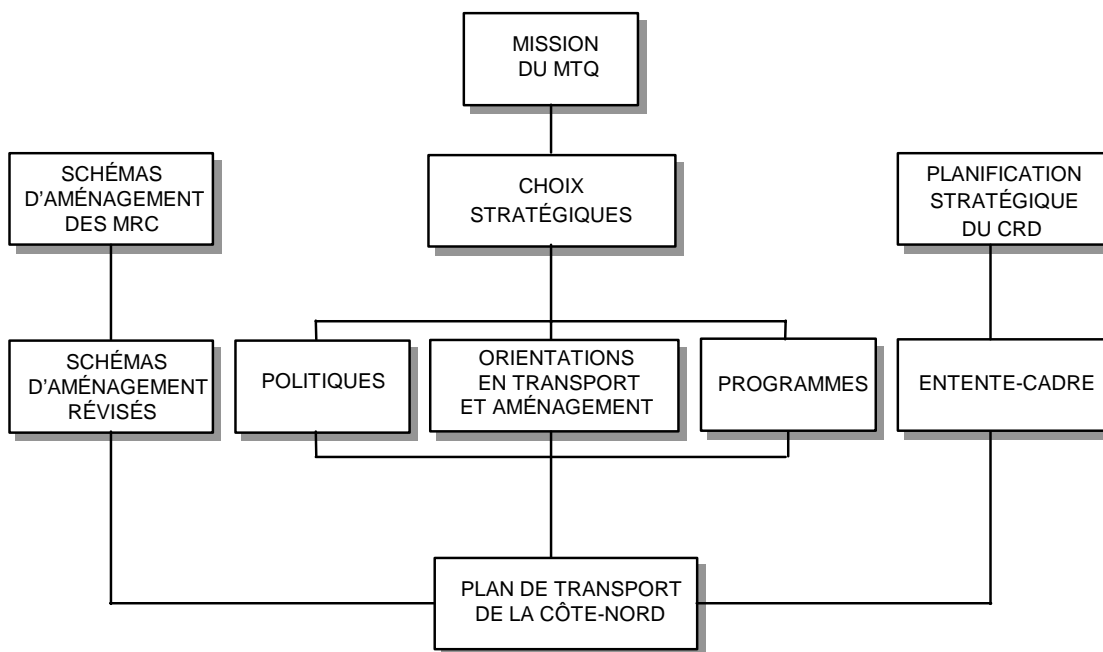 MISSION
DU MTQ
SCHÉMAS
D'AMÉNAGEMENT
DES MRC
CHOIX
STRATÉGIQUES
PLANIFICATION
STRATÉGIQUE
DU CRD
SCHÉMAS
D'AMÉNAGEMENT
RÉVISÉS
POLITIQUES
ORIENTATIONS
EN TRANSPORT
ET AMÉNAGEMENT
PROGRAMMES
ENTENTE-CADRE
PLAN DE TRANSPORT
DE LA CÔTE-NORD